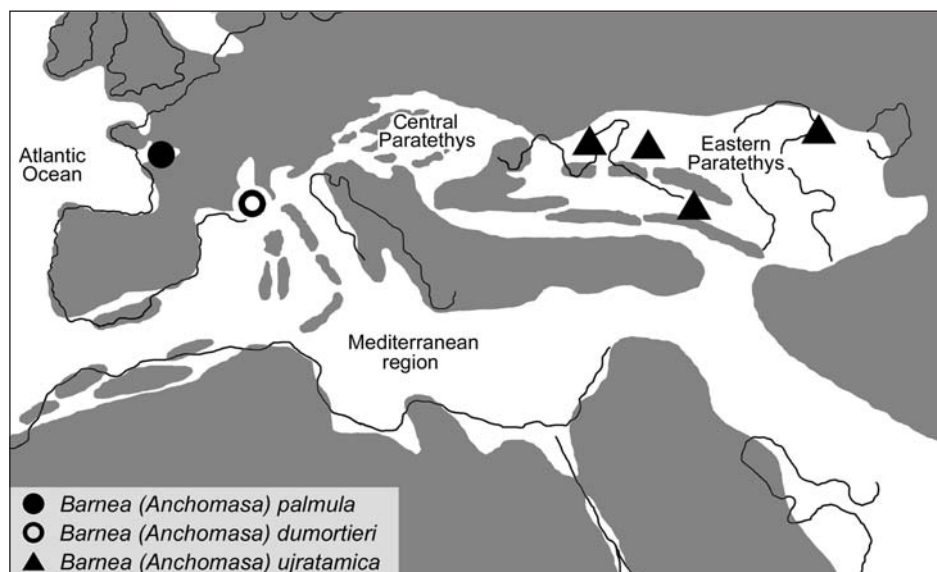 Central
Paratethys
Eastern
Paratethys
Atlantic
Ocean
Mediterranean
region
Barnea (Anchomasa) palmula
Barnea (Anchomasa) dumortieri
Barnea (Anchomasa) ujratamica